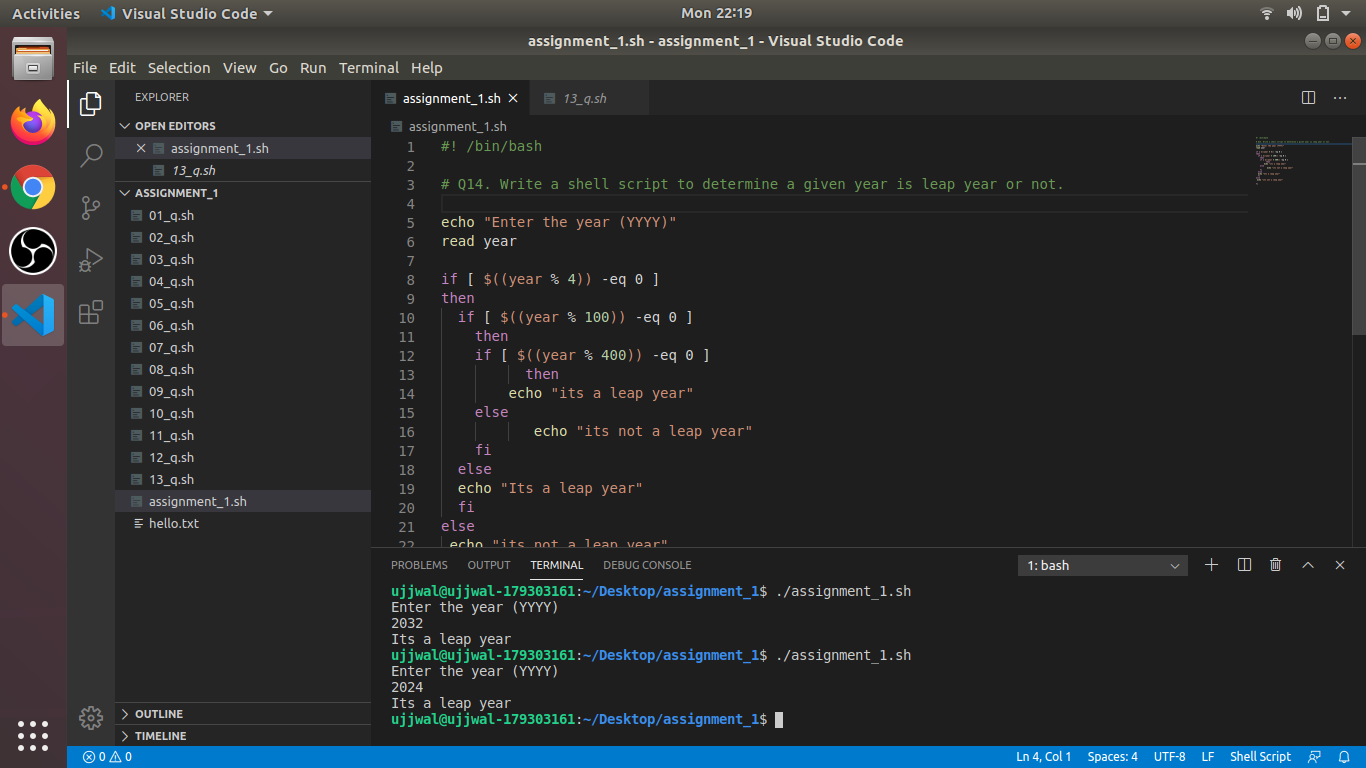 Activities
Visual Studio Code
Mon 22:19
assignment_1.sh - assignment_1 - Visual Studio Code
File Edit Selection View Go Run Terminal Help
EXPLORER
OPEN EDITORS
assignment_1.sh
13_q.sh
ASSIGNMENT_1
01_q.sh
02_q.sh
03_q.sh
04_q.sh
05_q.sh
06_q.sh
07_q.sh
08_q.sh
09_q.sh
10_q.sh
11_q.sh
12_q.sh
13_q.sh
assignment_1.sh
hello.txt
OUTLINE
TIMELINE
assignment_1.sh 13_q.sh
assignment_1.sh
1 #! /bin/bash
2
3 # Q14. Write a shell script to determine a given year is leap year or not.
4
5 echo "Enter the year (YYYY)"
6 read year
7
8 if [ $((year % 4)) -eq 0 ]
9 then
10 if [ $((year % 100)) -eq 0 ]
11 then
12 if [ $((year % 400)) -eq 0 ]
13 then
14 echo "its a leap year"
15 else
16 echo "its not a leap year"
17 fi
18 else
19 echo "Its a leap year"
20 fi
21 else
22 echo "its not a leap year"
PROBLEMS OUTPUT TERMINAL DEBUG CONSOLE
1: bash
ujjwal@ujjwal-179303161:~/Desktop/assignment_1$ ./assignment_1.sh
Enter the year (YYYY)
2032
Its a leap year
ujjwal@ujjwal-179303161:~/Desktop/assignment_1$ ./assignment_1.sh
Enter the year (YYYY)
2024
Its a leap year
ujjwal@ujjwal-179303161:~/Desktop/assignment_1$
0 0
Ln 4, Col 1 Spaces: 4 UTF-8 LF Shell Script